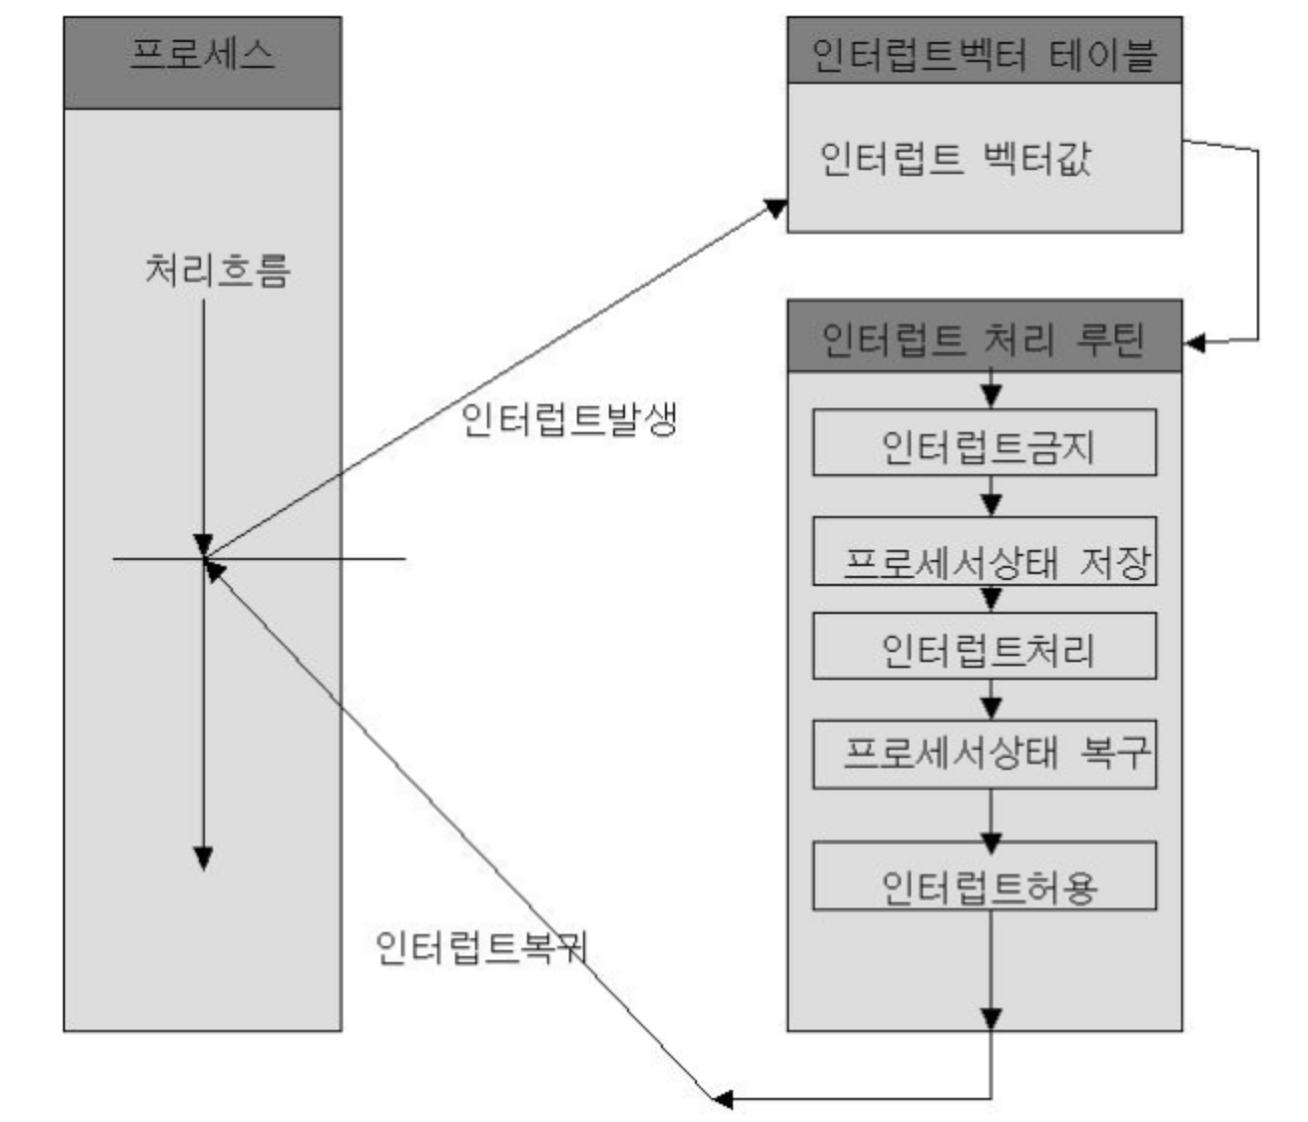 프로세스
처리흐름
인터럽트발생
인터럽트복귀
인터럽트벡터 테이블
인터럽트 벡터값
인터럽트 처리 루틴
인터럽트금지
프로세서상태 저장
인터럽트처리
프로세서상태 복구
인터럽트허용